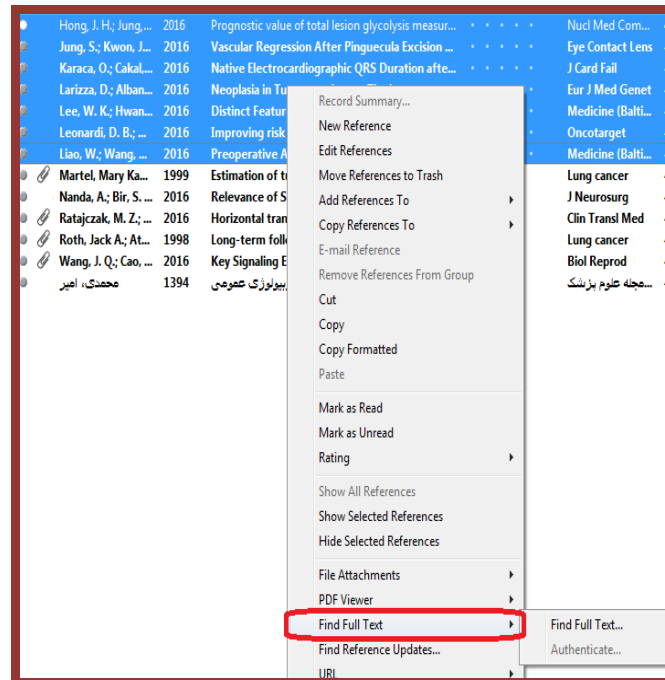 Hong, J. H.; Jung,... 2016 Prognostic value of total lesion glycolysis measur... Nucl Med Com...
Jung, S.; Kwon, J... 2016 Vascular Regression After Pinguecula Excision ... Eye Contact Lens
Karaca, O.; Cakal,... 2016 Native Electrocardiographic QRS Duration afte... J Card Fail
Larizza, D.; Alban... 2016 Neoplasia in Eur J Med Genet
Lee, W. K.; Hwan... 2016 Distinct Featur Medicine (Balti...
Leonardi, D. B.; ... 2016 Improving risk Oncotarget
Liao, W.; Wang, ... 2016 Preoperative A Medicine (Balti...
Martel, Mary Ka... 1999 Estimation of Lung cancer
Nanda, A.; Bir, S. ... 2016 Relevance of S J Neurosurg
Ratajczak, M. Z.; ... 2016 Horizontal tran Clin Transl Med
Roth, Jack A.; At... 1998 Long-term foll Lung cancer
Wang, J. Q.; Cao, ... 2016 Key Signaling E Biol Reprod
محمدی، امیر 1394 عمومی مجله علوم پزشک...
Record Summary...
New Reference
Edit References
Move References to Trash
Add References To
Copy References To
E-mail Reference
Remove References From Group
Cut
Copy
Copy Formatted
Paste
Mark as Read
Mark as Unread
Rating
Show All References
Show Selected References
Hide Selected References
File Attachments
PDF Viewer
Find Full Text
Find Full Text...
Authenticate...
Find Reference Updates...
URL